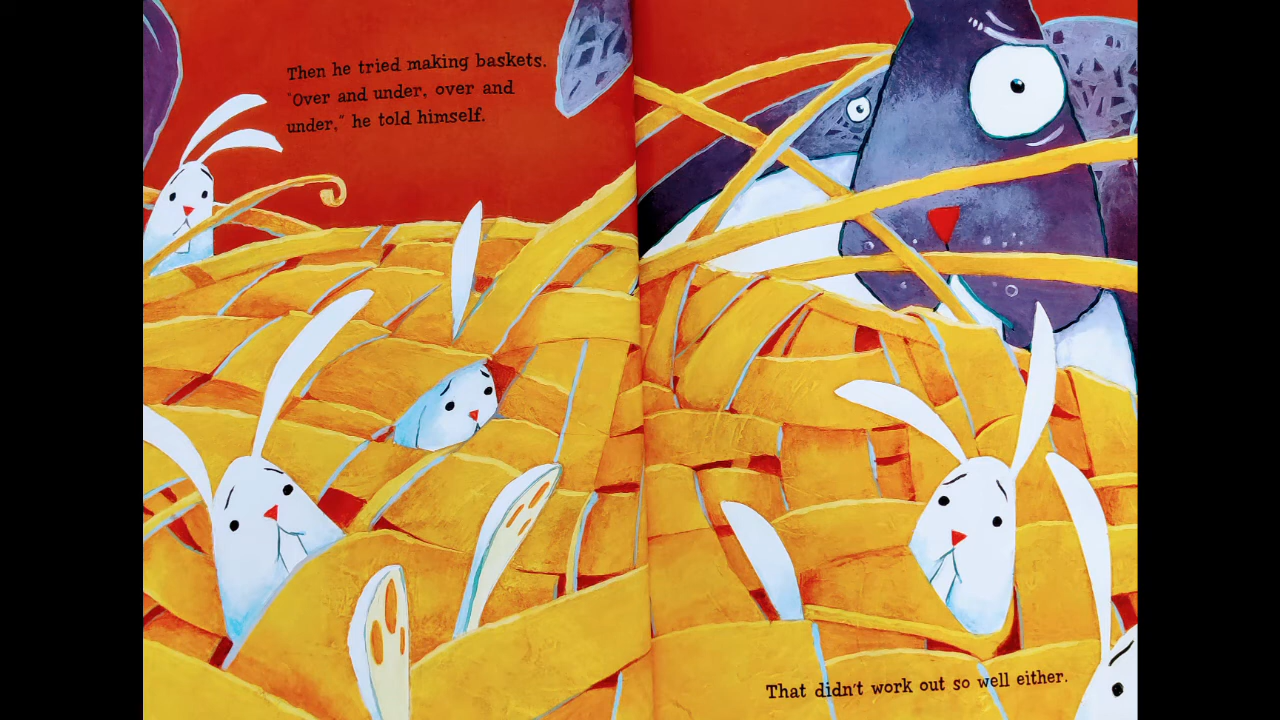 Then he tried making baskets.
"Over and under, over and
under," he told himself.
That didn't work out so well either.